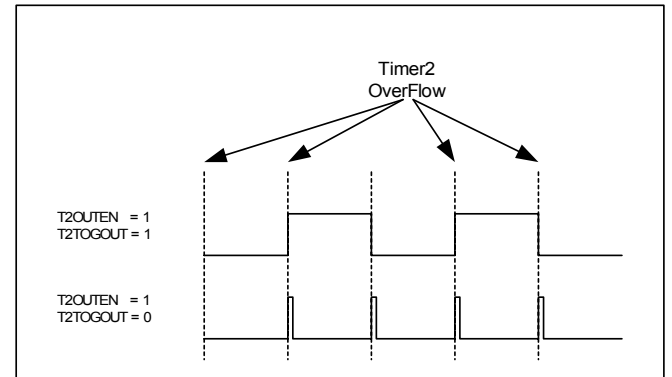 Timer2
OverFlow
T2OUTEN = 1
T2TOGOUT = 1
T2OUTEN = 1
T2TOGOUT = 0